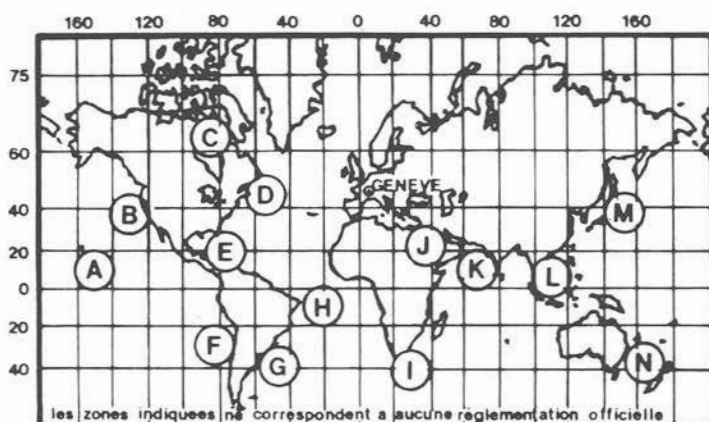 160 120 80 40 0 40 80 120 160
75
C
60
GENEVE
D
40 B M
20 E J
A K L
0
H
20
F
G N
40 I
les zones indiquees ne correspondent a aucune règlementation officielle